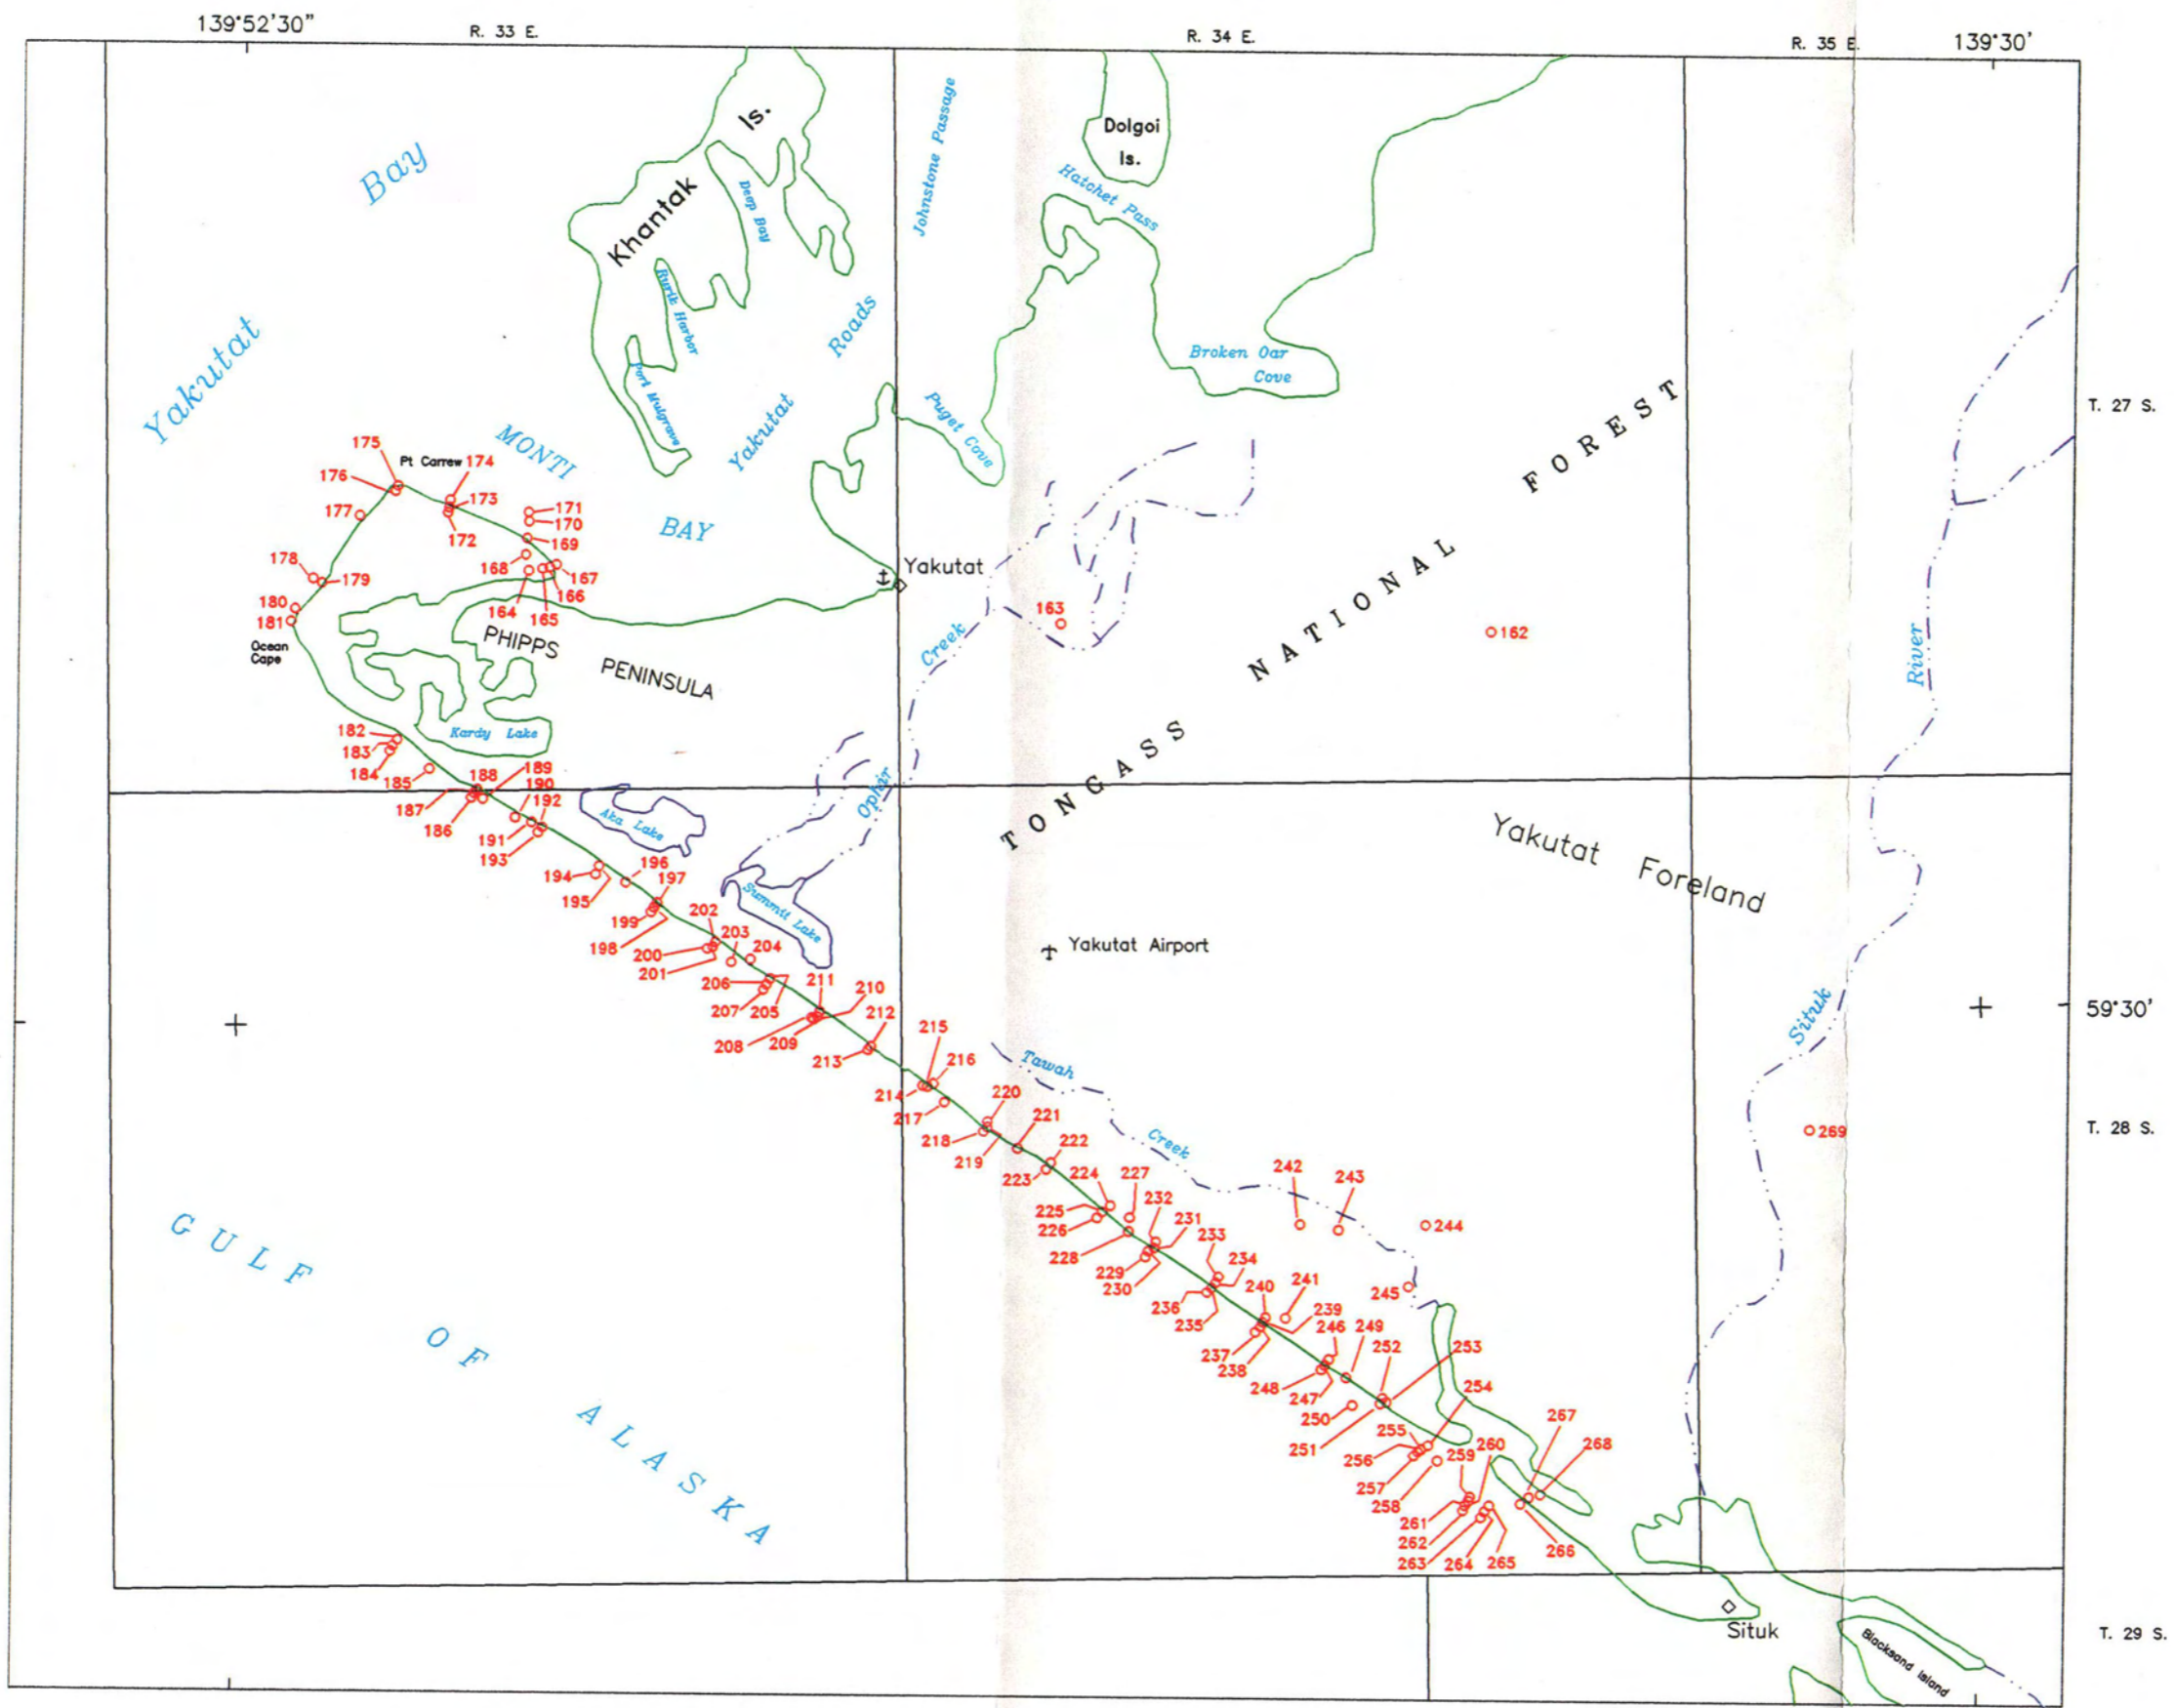 139°52'30"
R. 33 E.
R. 34 E.
R. 35 E.
139°30'
Is.
Khantak
Deep Bay
Rurik Harbor
Port Mulgrave
Johnstone Passage
Dolgoi
Is.
Hatchet Pass
Bay
Yakutat
Yakutat
Roads
Broken Oar
Cove
Puget Cove
T. 27 S.
MONTI
BAY
Pt Carrew
175
174
176
173
177
171
170
172
169
178
168
179
167
166
180
164
165
181
Ocean
Cape
PHIPPS
PENINSULA
Kardy Lake
Yakutat
163
162
Creek
Ophir
TONGASS
NATIONAL
FOREST
River
Situk
182
183
184
185
188
189
187
190
186
192
191
193
Aka Lake
194
195
196
197
199
198
Summit Lake
202
203
204
200
201
206
207
205
211
210
208
209
212
213
Yakutat Airport
Yakutat Foreland
59°30'
215
216
214
217
220
218
219
221
222
223
Tawah
Creek
269
T. 28 S.
224
227
225
226
232
231
228
229
230
233
234
242
243
244
245
236
235
240
241
239
237
238
246
249
252
253
248
247
250
251
254
255
256
257
258
259
260
267
268
261
262
263
264
265
266
GULF
OF
ALASKA
Situk
Blacksand Island
T. 29 S.